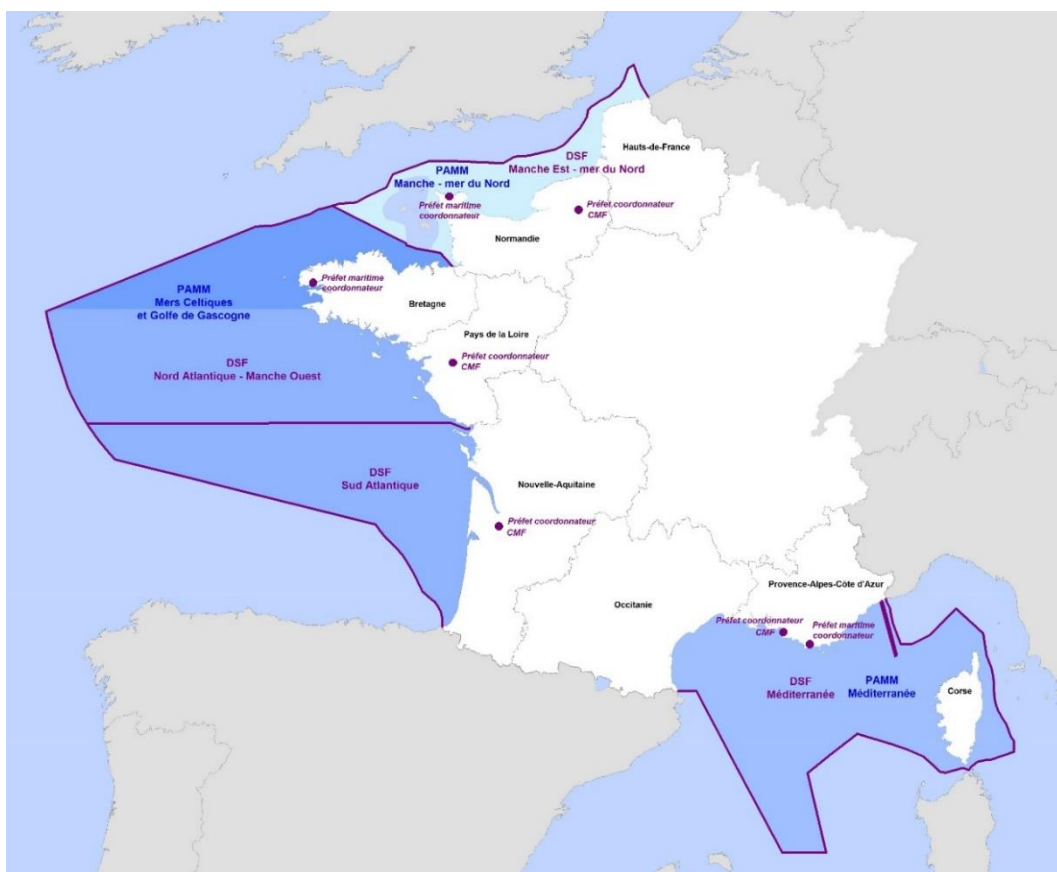 Hauts-de-France
DSF
Manche Est - mer du Nord
PAMM
Manche - mer du Nord
Préfet maritime
coordonnateur
Préfet coordonnateur
CMF
Normandie
Préfet maritime
coordonnateur
PAMM
Mers Celtiques
et Golfe de Gascogne
Bretagne
Pays de la Loire
Préfet coordonnateur
CMF
DSF
Nord Atlantique - Manche Ouest
DSF
Sud Atlantique
Nouvelle-Aquitaine
Préfet coordonnateur
CMF
Provence-Alpes-Côte d'Azur
Occitanie
Préfet coordonnateur
CMF
Préfet maritime
coordonnateur
DSF
Méditerranée
PAMM
Méditerranée
Corse